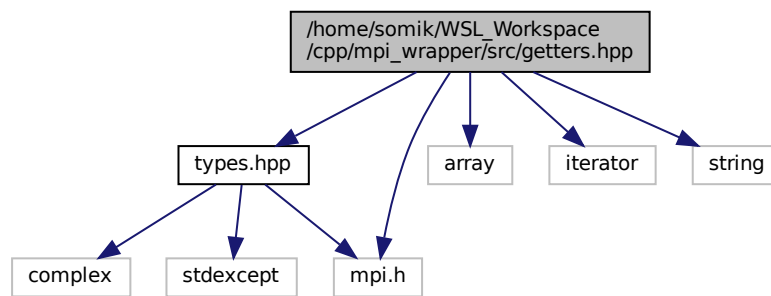 /home/somik/WSL_Workspace
/cpp/mpi_wrapper/src/getters.hpp
types.hpp
array
iterator
string
complex
stdexcept
mpi.h